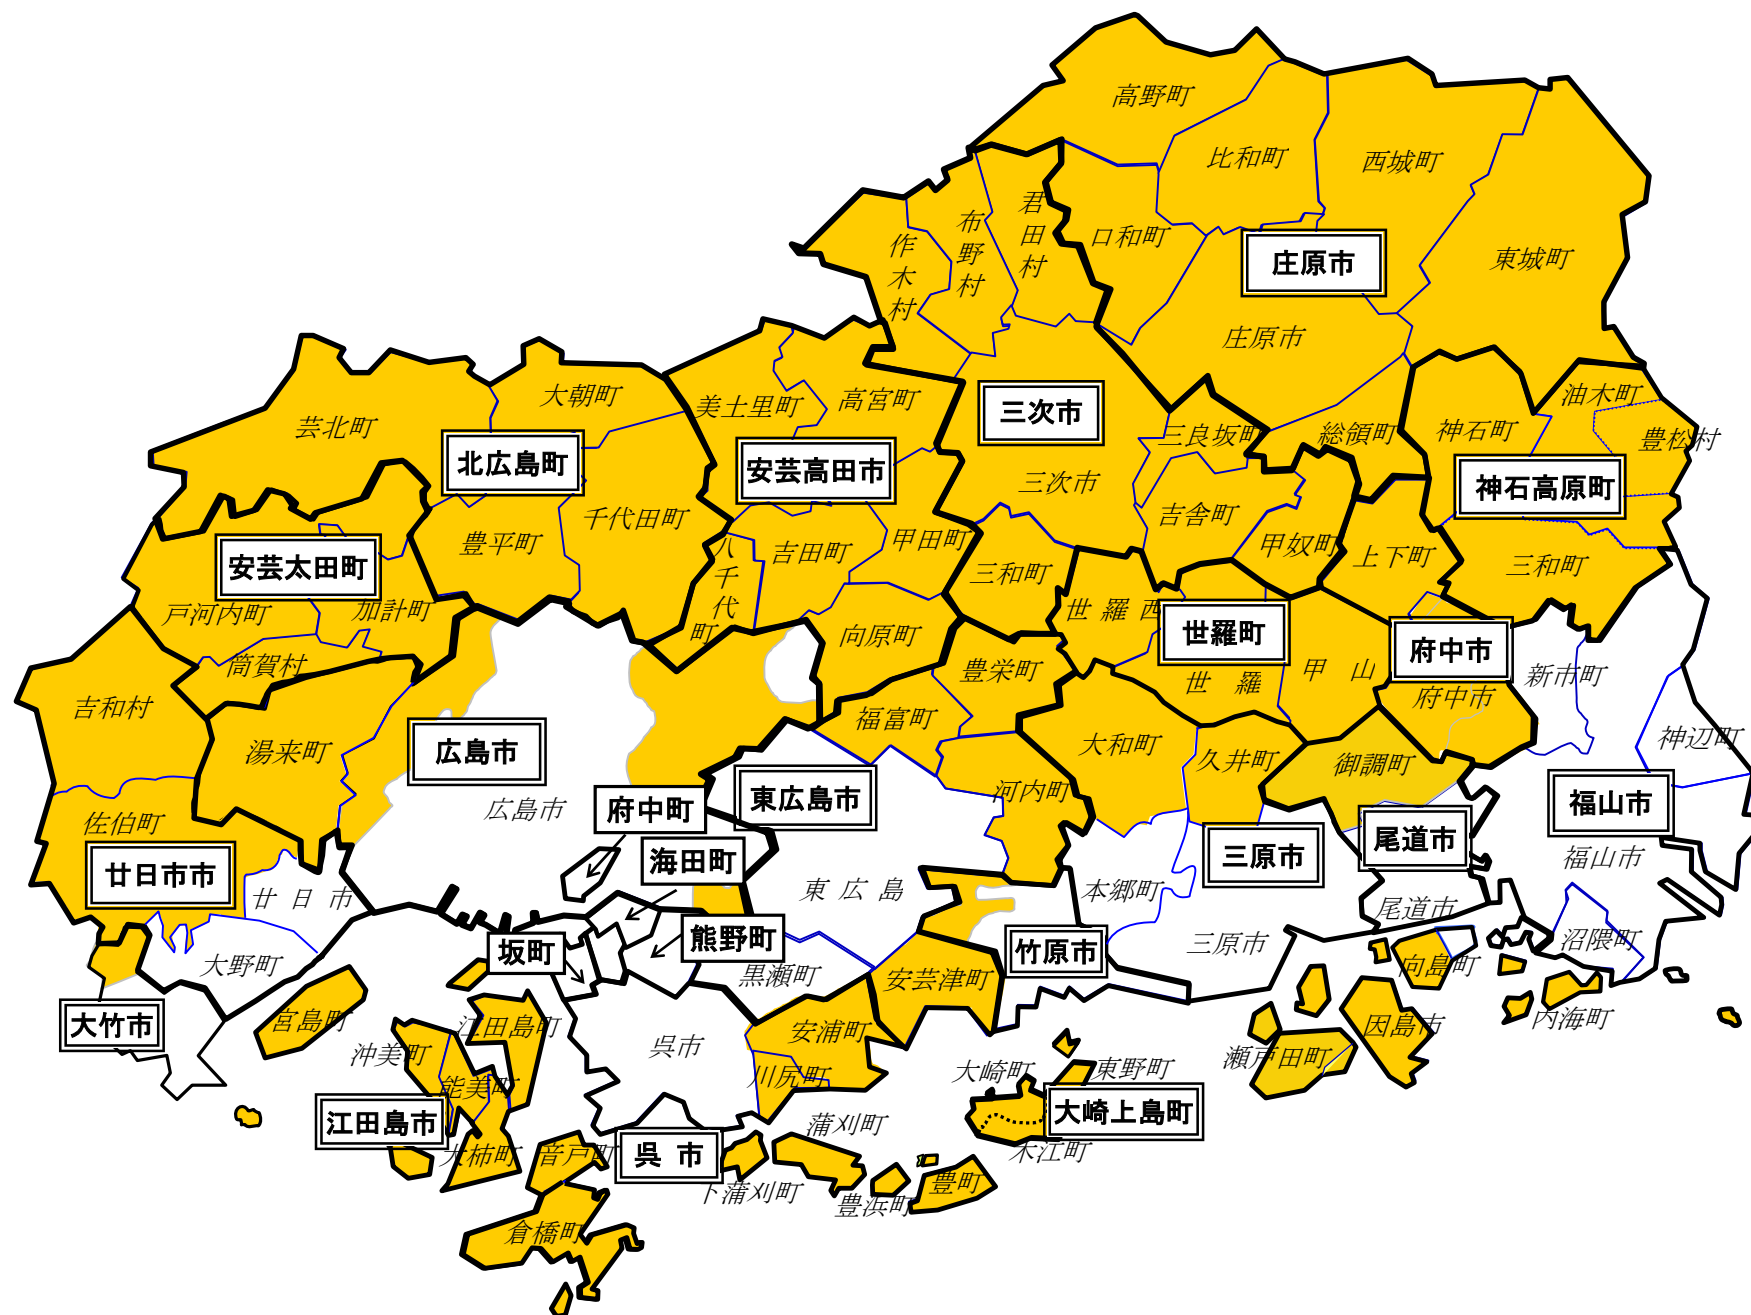 高野町
比和町
西城町
君田村
布野村
作木村
口和町
庄原市
東城町
庄原市
大朝町
美土里町
高宮町
三次市
油木町
芸北町
三良坂町
総領町
神石町
豊松村
北広島町
安芸高田市
三次市
神石高原町
吉舎町
千代田町
豊平町
甲田町
甲奴町
上下町
吉田町
八千代町
安芸太田町
三和町
三和町
戸河内町
加計町
世羅西
世羅町
向原町
府中市
筒賀村
豊栄町
甲山
新市町
吉和村
世羅
府中市
福富町
湯来町
広島市
大和町
久井町
御調町
神辺町
河内町
東広島市
福山市
広島市
府中町
佐伯町
尾道市
海田町
三原市
福山市
廿日市市
廿日市
東広島
本郷町
尾道市
熊野町
三原市
沼隈町
坂町
竹原市
大野町
黒瀬町
安芸津町
向島町
大竹市
宮島町
江田島町
安浦町
因島市
内海町
沖美町
呉市
瀬戸田町
大崎町
東野町
能美町
川尻町
江田島市
大崎上島町
蒲刈町
木江町
大柿町
音戸町
呉市
下蒲刈町
豊浜町
豊町
倉橋町